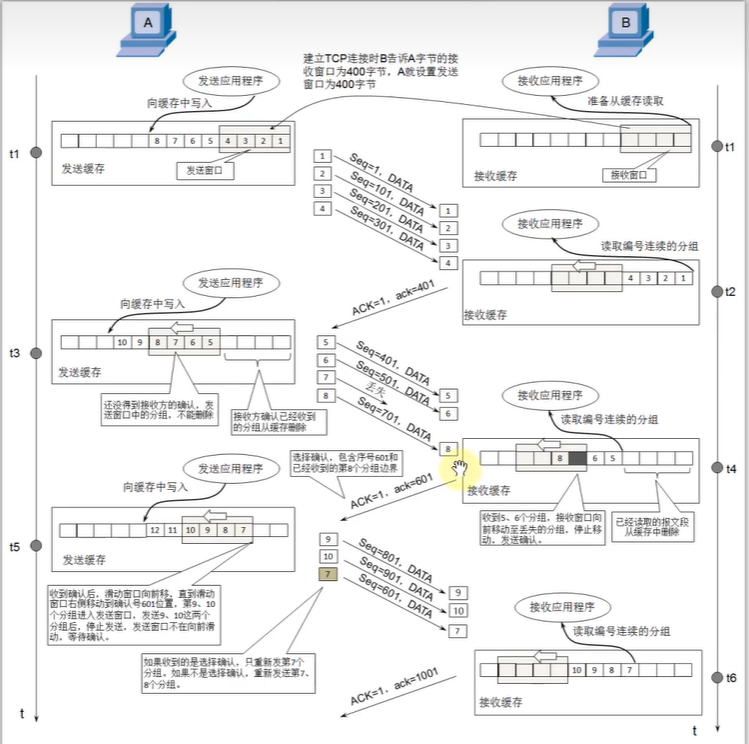 A
B
建立TCP连接时B告诉A字节的接
收窗口为400字节，A就设置发送
窗口为400字节
发送应用程序
接收应用程序
向缓存中写入
准备从缓存读取
8 7 6 5 4 3 2 1
t1
t1
发送窗口
发送缓存
接收窗口
接收缓存
1
2
3
4
Seq=1，DATA
Seq=101，DATA
Seq=201，DATA
Seq=301，DATA
1
2
3
4
接收应用程序
读取编号连续的分组
4 3 2 1
接收缓存
t2
ACK=1，ack=401
发送应用程序
向缓存中写入
10 9 8 7 6 5
发送缓存
t3
还没得到接收方的确认，发
送窗口中的分组，不能删除
接收方确认已经收到
的分组从缓存删除
5
6
7
8
Seq=401，DATA
Seq=501，DATA
丢失
Seq=701，DATA
5
6
8
接收应用程序
读取编号连续的分组
8 6 5
接收缓存
t4
收到5、6个分组，接收窗口向
前移动至丢失的分组，停止移
动，发送确认。
已经读取的报文段
从缓存中删除
选择确认，包含序号601和
已经收到的第8个分组边界
ACK=1，ack=601
发送应用程序
向缓存中写入
12 11 10 9 8 7
发送缓存
t5
收到确认后，滑动窗口向前移，直到滑动
窗口右侧移动到确认号601位置，第9、10
个分组进入发送窗口，发送9、10这两个
分组后，停止发送，发送窗口不在向前滑
动，等待确认。
9
10
7
Seq=801，DATA
Seq=901，DATA
Seq=601，DATA
9
10
7
如果收到的是选择确认，只重新发第7个
分组。如果不是选择确认，重新发送第7、
8个分组。
接收应用程序
读取编号连续的分组
10 9 8 7
接收缓存
t6
ACK=1，ack=1001
t
t